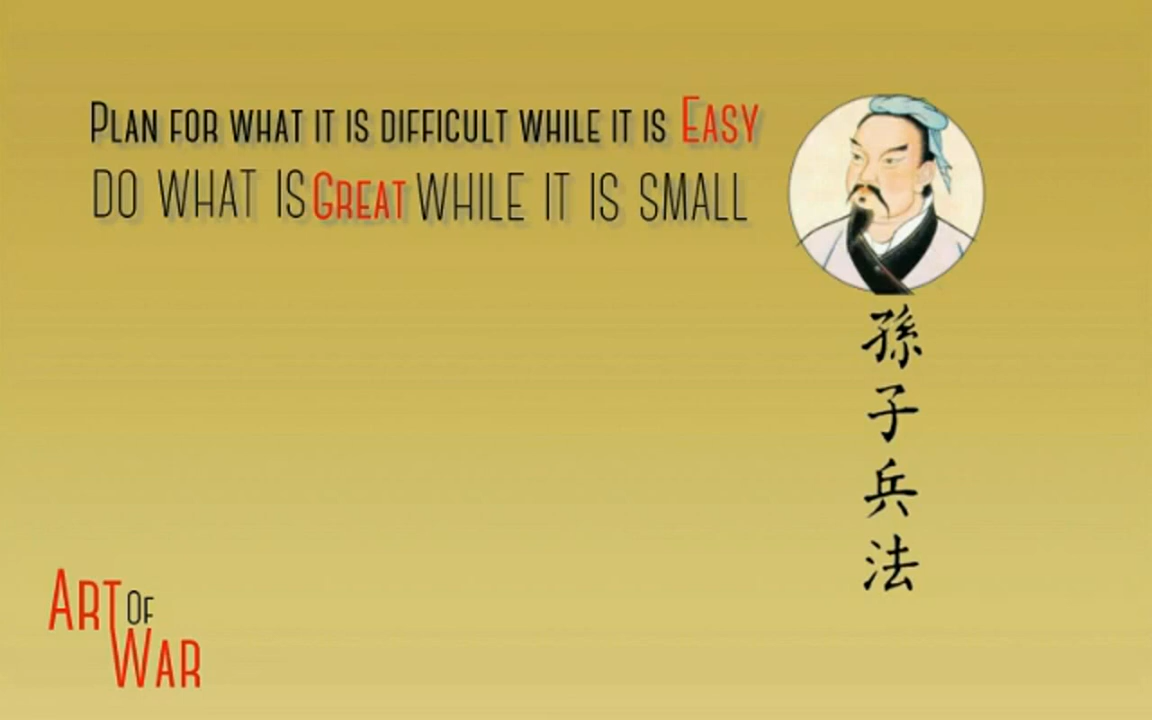 Plan for what it is difficult while it is Easy
DO WHAT IS Great WHILE IT IS SMALL
孫子兵法
Art Of
War